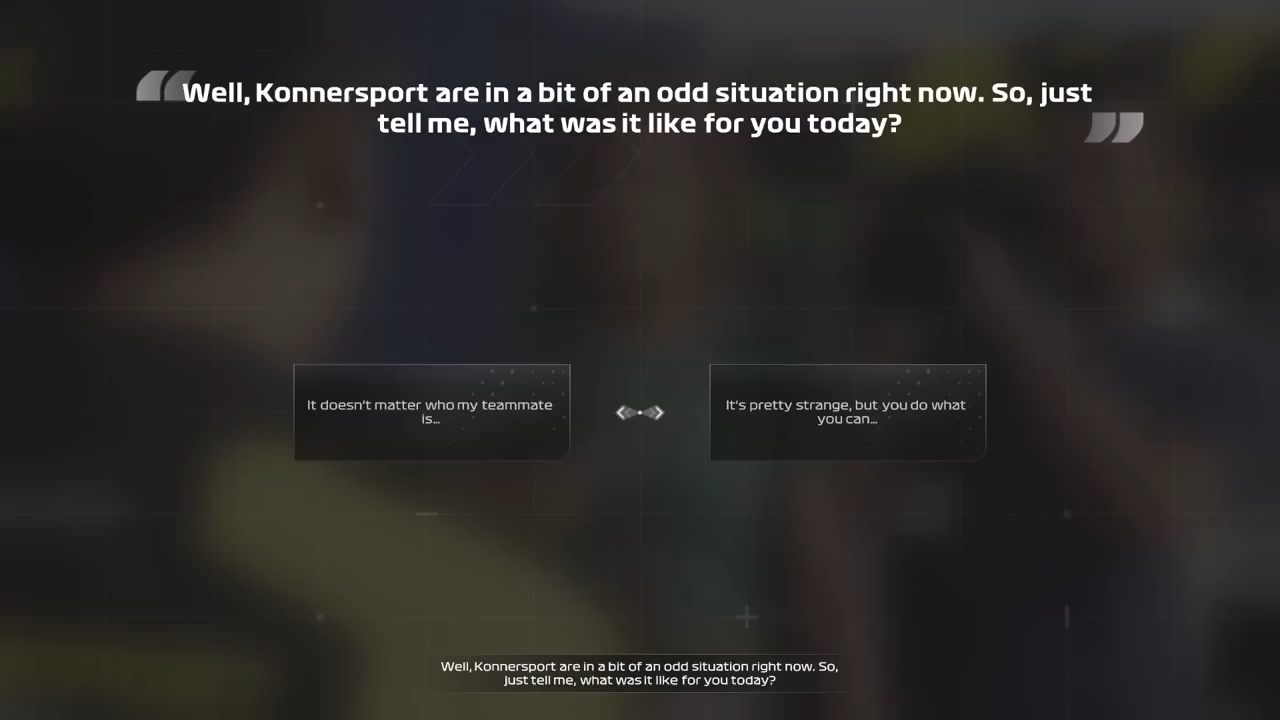 Well, Konnersport are in a bit of an odd situation right now. So, just
tell me, what was it like for you today?
It doesn't matter who my teammate
is...
It's pretty strange, but you do what
you can...
Well, Konnersport are in a bit of an odd situation right now. So,
just tell me, what was it like for you today?